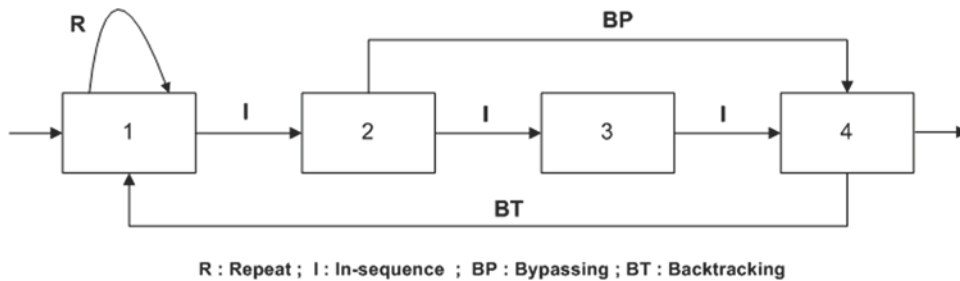 R
BP
1
I
2
I
3
I
4
BT
R : Repeat ; I : In-sequence ; BP : Bypassing ; BT : Backtracking